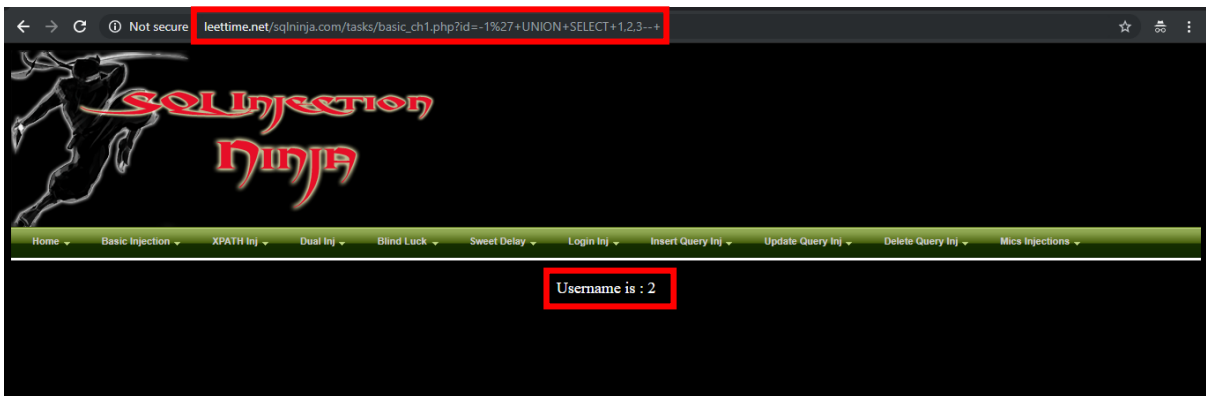 Not secure leettime.net/sqlninja.com/tasks/basic_ch1.php?id=-1%27+UNION+SELECT+1,2,3--+
SQL Injection
Ninja
Home Basic Injection XPATH Inj Dual Inj Blind Luck Sweet Delay Login Inj Insert Query Inj Update Query Inj Delete Query Inj Mics Injections
Username is : 2